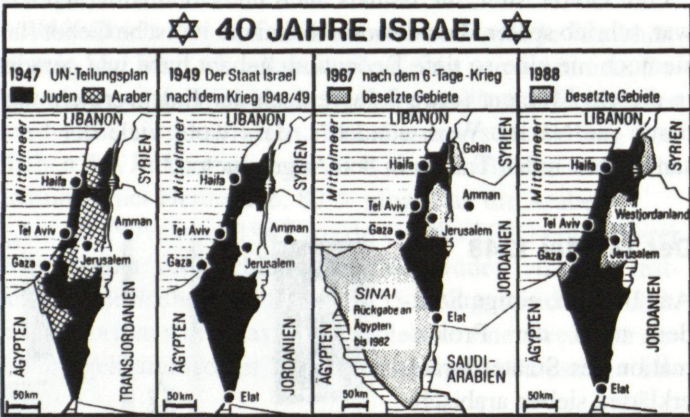 40 JAHRE ISRAEL
1947 UN-Teilungsplan
Juden Araber
1949 Der Staat Israel
nach dem Krieg 1948/49
1967 nach dem 6-Tage-Krieg
besetzte Gebiete
1988
besetzte Gebiete
LIBANON
Mittelmeer
SYRIEN
Haifa
Amman
Tel Aviv
Jerusalem
Gaza
ÄGYPTEN
TRANSJORDANIEN
50km
LIBANON
Mittelmeer
SYRIEN
Haifa
Amman
Tel Aviv
Gaza
Jerusalem
ÄGYPTEN
JORDANIEN
50km
Elat
LIBANON
Mittelmeer
Golan
SYRIEN
Haifa
Amman
Tel Aviv
Gaza
Jerusalem
SINAI
Rückgabe an
Ägypten
bis 1982
Elat
JORDANIEN
SAUDI-
ARABIEN
50km
LIBANON
Mittelmeer
SYRIEN
Haifa
Westjordanland
Tel Aviv
Jerusalem
Gaza
ÄGYPTEN
JORDANIEN
50km
Elat